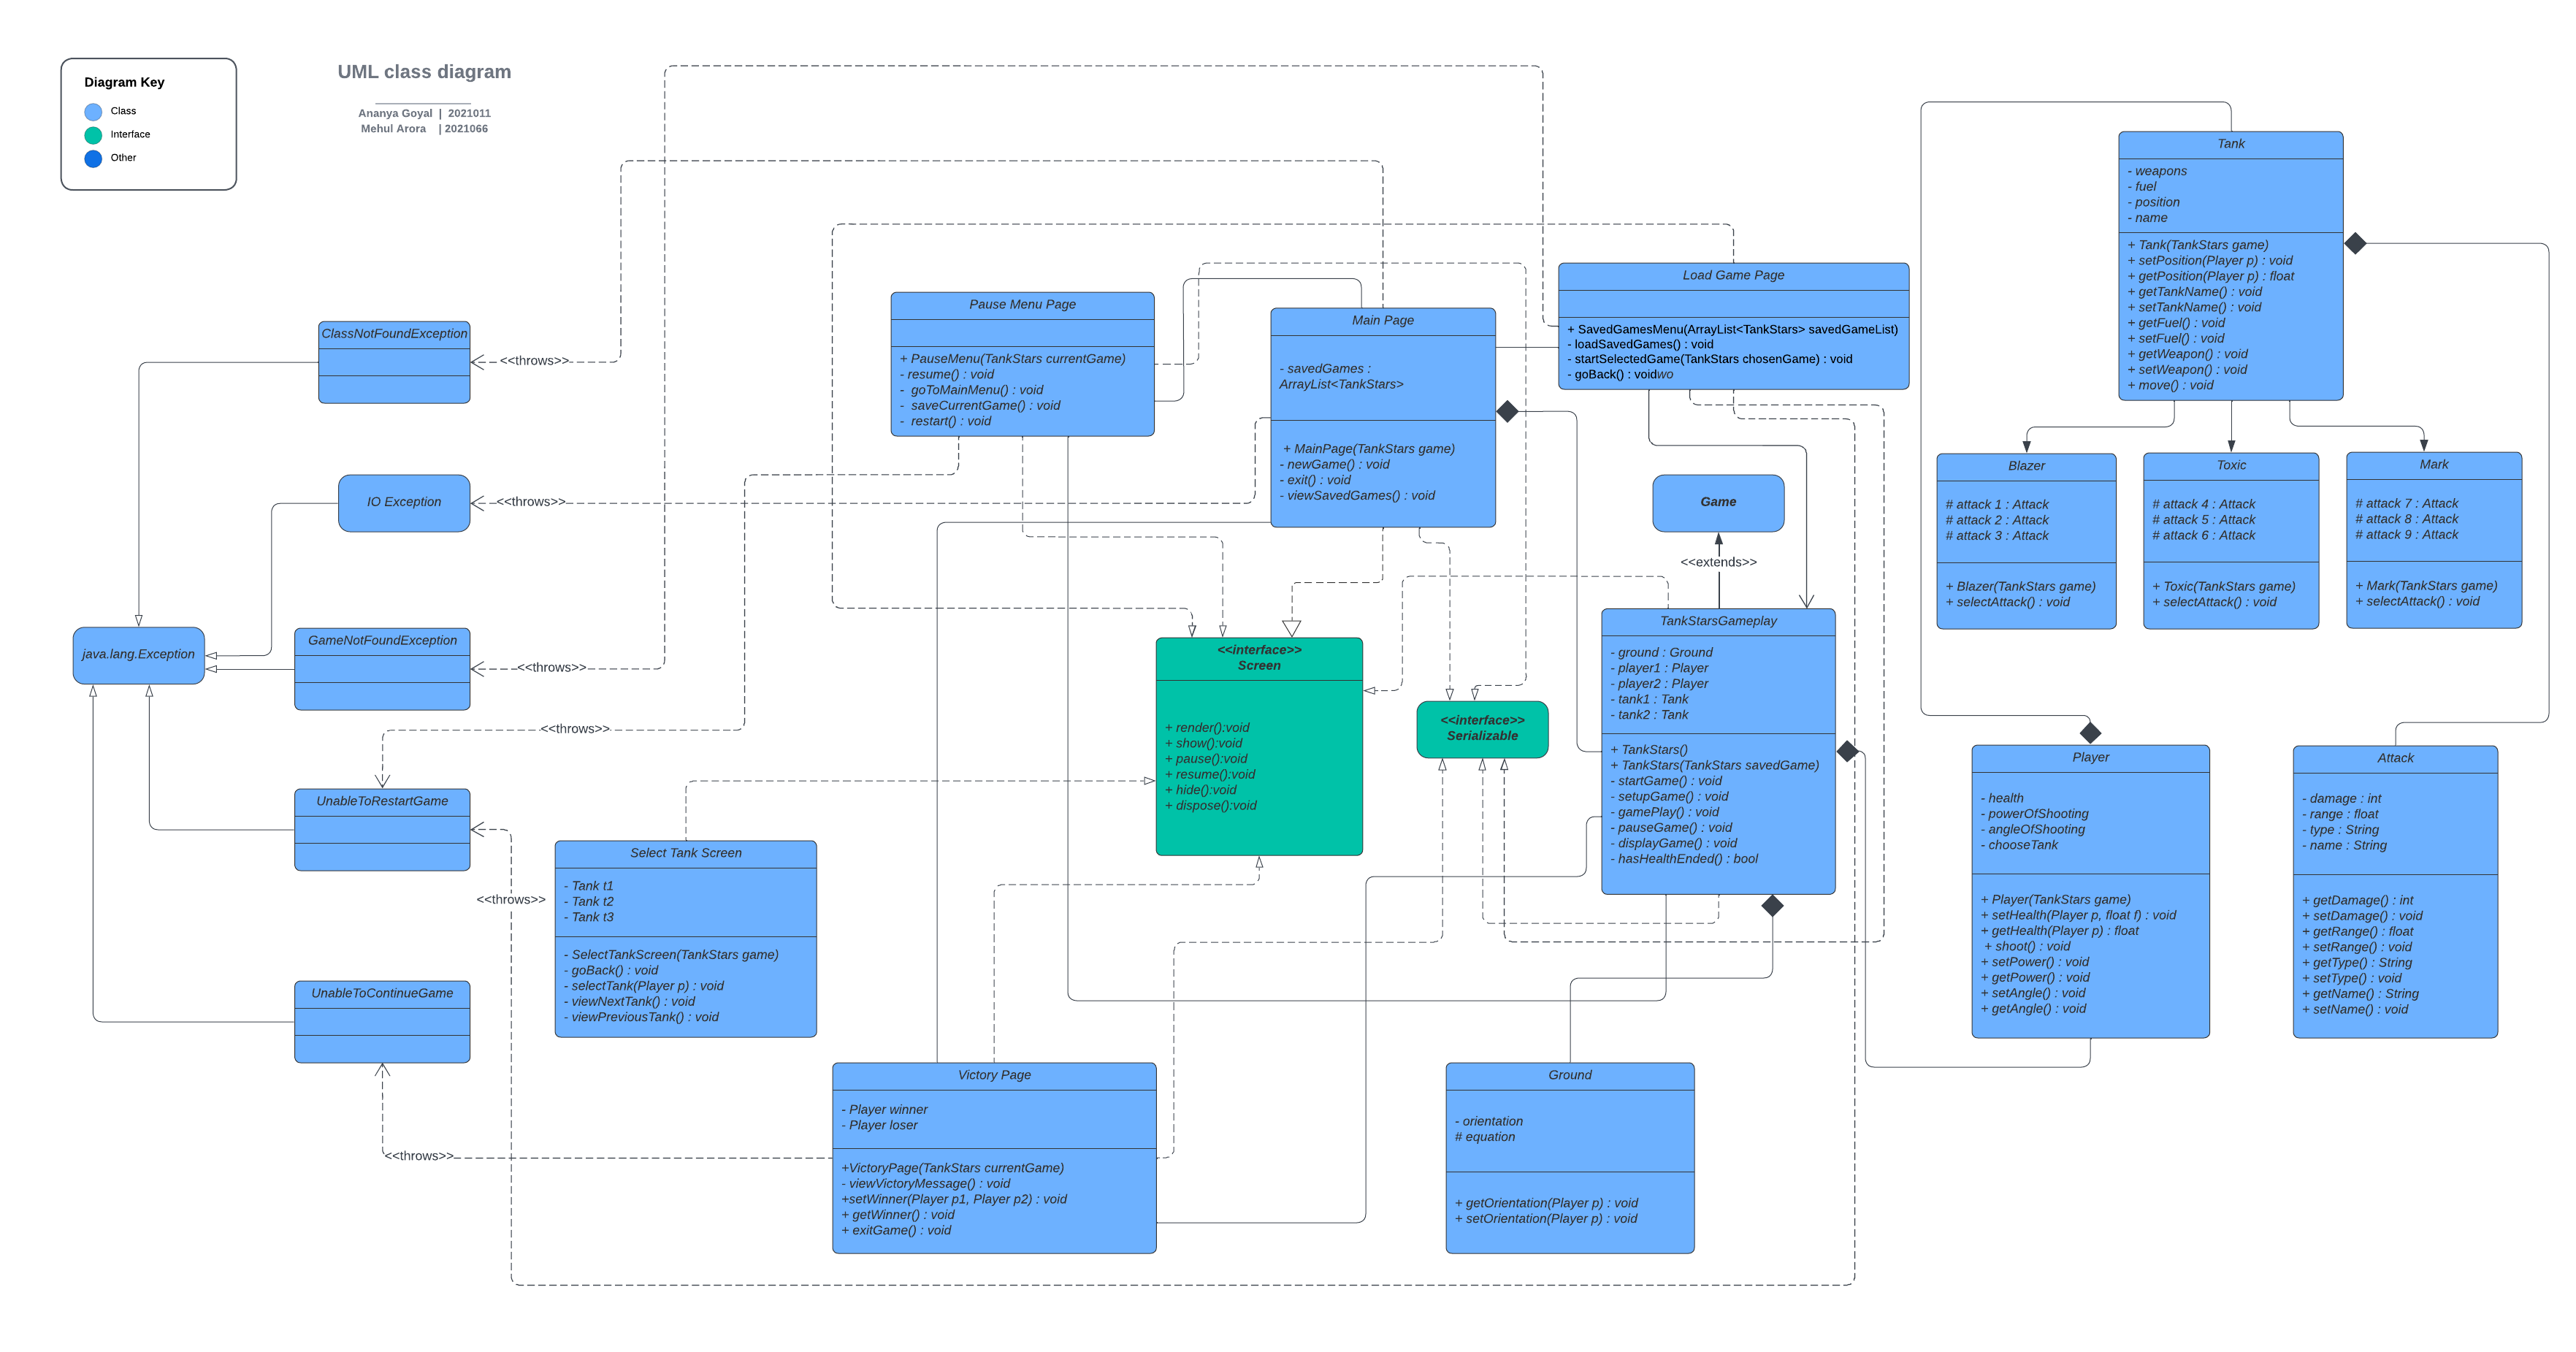 Diagram Key
Class
Interface
Other
UML class diagram
Ananya Goyal | 2021011
Mehul Arora | 2021066
ClassNotFoundException
<<throws>>
IO Exception
<<throws>>
java.lang.Exception
GameNotFoundException
<<throws>>
<<throws>>
UnableToRestartGame
<<throws>>
UnableToContinueGame
<<throws>>
Pause Menu Page
+ PauseMenu(TankStars currentGame)
- resume() : void
- goToMainMenu() : void
- saveCurrentGame() : void
- restart() : void
Main Page
- savedGames :
ArrayList<TankStars>
+ MainPage(TankStars game)
- newGame() : void
- exit() : void
- viewSavedGames() : void
Load Game Page
+ SavedGamesMenu(ArrayList<TankStars> savedGameList)
- loadSavedGames() : void
- startSelectedGame(TankStars chosenGame) : void
- goBack() : voidwo
Game
<<extends>>
TankStarsGameplay
- ground : Ground
- player1 : Player
- player2 : Player
- tank1 : Tank
- tank2 : Tank
+ TankStars()
+ TankStars(TankStars savedGame)
- startGame() : void
- setupGame() : void
- gamePlay() : void
- pauseGame() : void
- displayGame() : void
- hasHealthEnded() : bool
<<interface>>
Screen
+ render():void
+ show():void
+ pause():void
+ resume():void
+ hide():void
+ dispose():void
<<interface>>
Serializable
Select Tank Screen
- Tank t1
- Tank t2
- Tank t3
- SelectTankScreen(TankStars game)
- goBack() : void
- selectTank(Player p) : void
- viewNextTank() : void
- viewPreviousTank() : void
Victory Page
- Player winner
- Player loser
+VictoryPage(TankStars currentGame)
- viewVictoryMessage() : void
+setWinner(Player p1, Player p2) : void
+ getWinner() : void
+ exitGame() : void
Ground
- orientation
# equation
+ getOrientation(Player p) : void
+ setOrientation(Player p) : void
Tank
- weapons
- fuel
- position
- name
+ Tank(TankStars game)
+ setPosition(Player p) : void
+ getPosition(Player p) : float
+ getTankName() : void
+ setTankName() : void
+ getFuel() : void
+ setFuel() : void
+ getWeapon() : void
+ setWeapon() : void
+ move() : void
Blazer
# attack 1 : Attack
# attack 2 : Attack
# attack 3 : Attack
+ Blazer(TankStars game)
+ selectAttack() : void
Toxic
# attack 4 : Attack
# attack 5 : Attack
# attack 6 : Attack
+ Toxic(TankStars game)
+ selectAttack() : void
Mark
# attack 7 : Attack
# attack 8 : Attack
# attack 9 : Attack
+ Mark(TankStars game)
+ selectAttack() : void
Player
- health
- powerOfShooting
- angleOfShooting
- chooseTank
+ Player(TankStars game)
+ setHealth(Player p, float f) : void
+ getHealth(Player p) : float
+ shoot() : void
+ setPower() : void
+ getPower() : void
+ setAngle() : void
+ getAngle() : void
Attack
- damage : int
- range : float
- type : String
- name : String
+ getDamage() : int
+ setDamage() : void
+ getRange() : float
+ setRange() : void
+ getType() : String
+ setType() : void
+ getName() : String
+ setName() : void